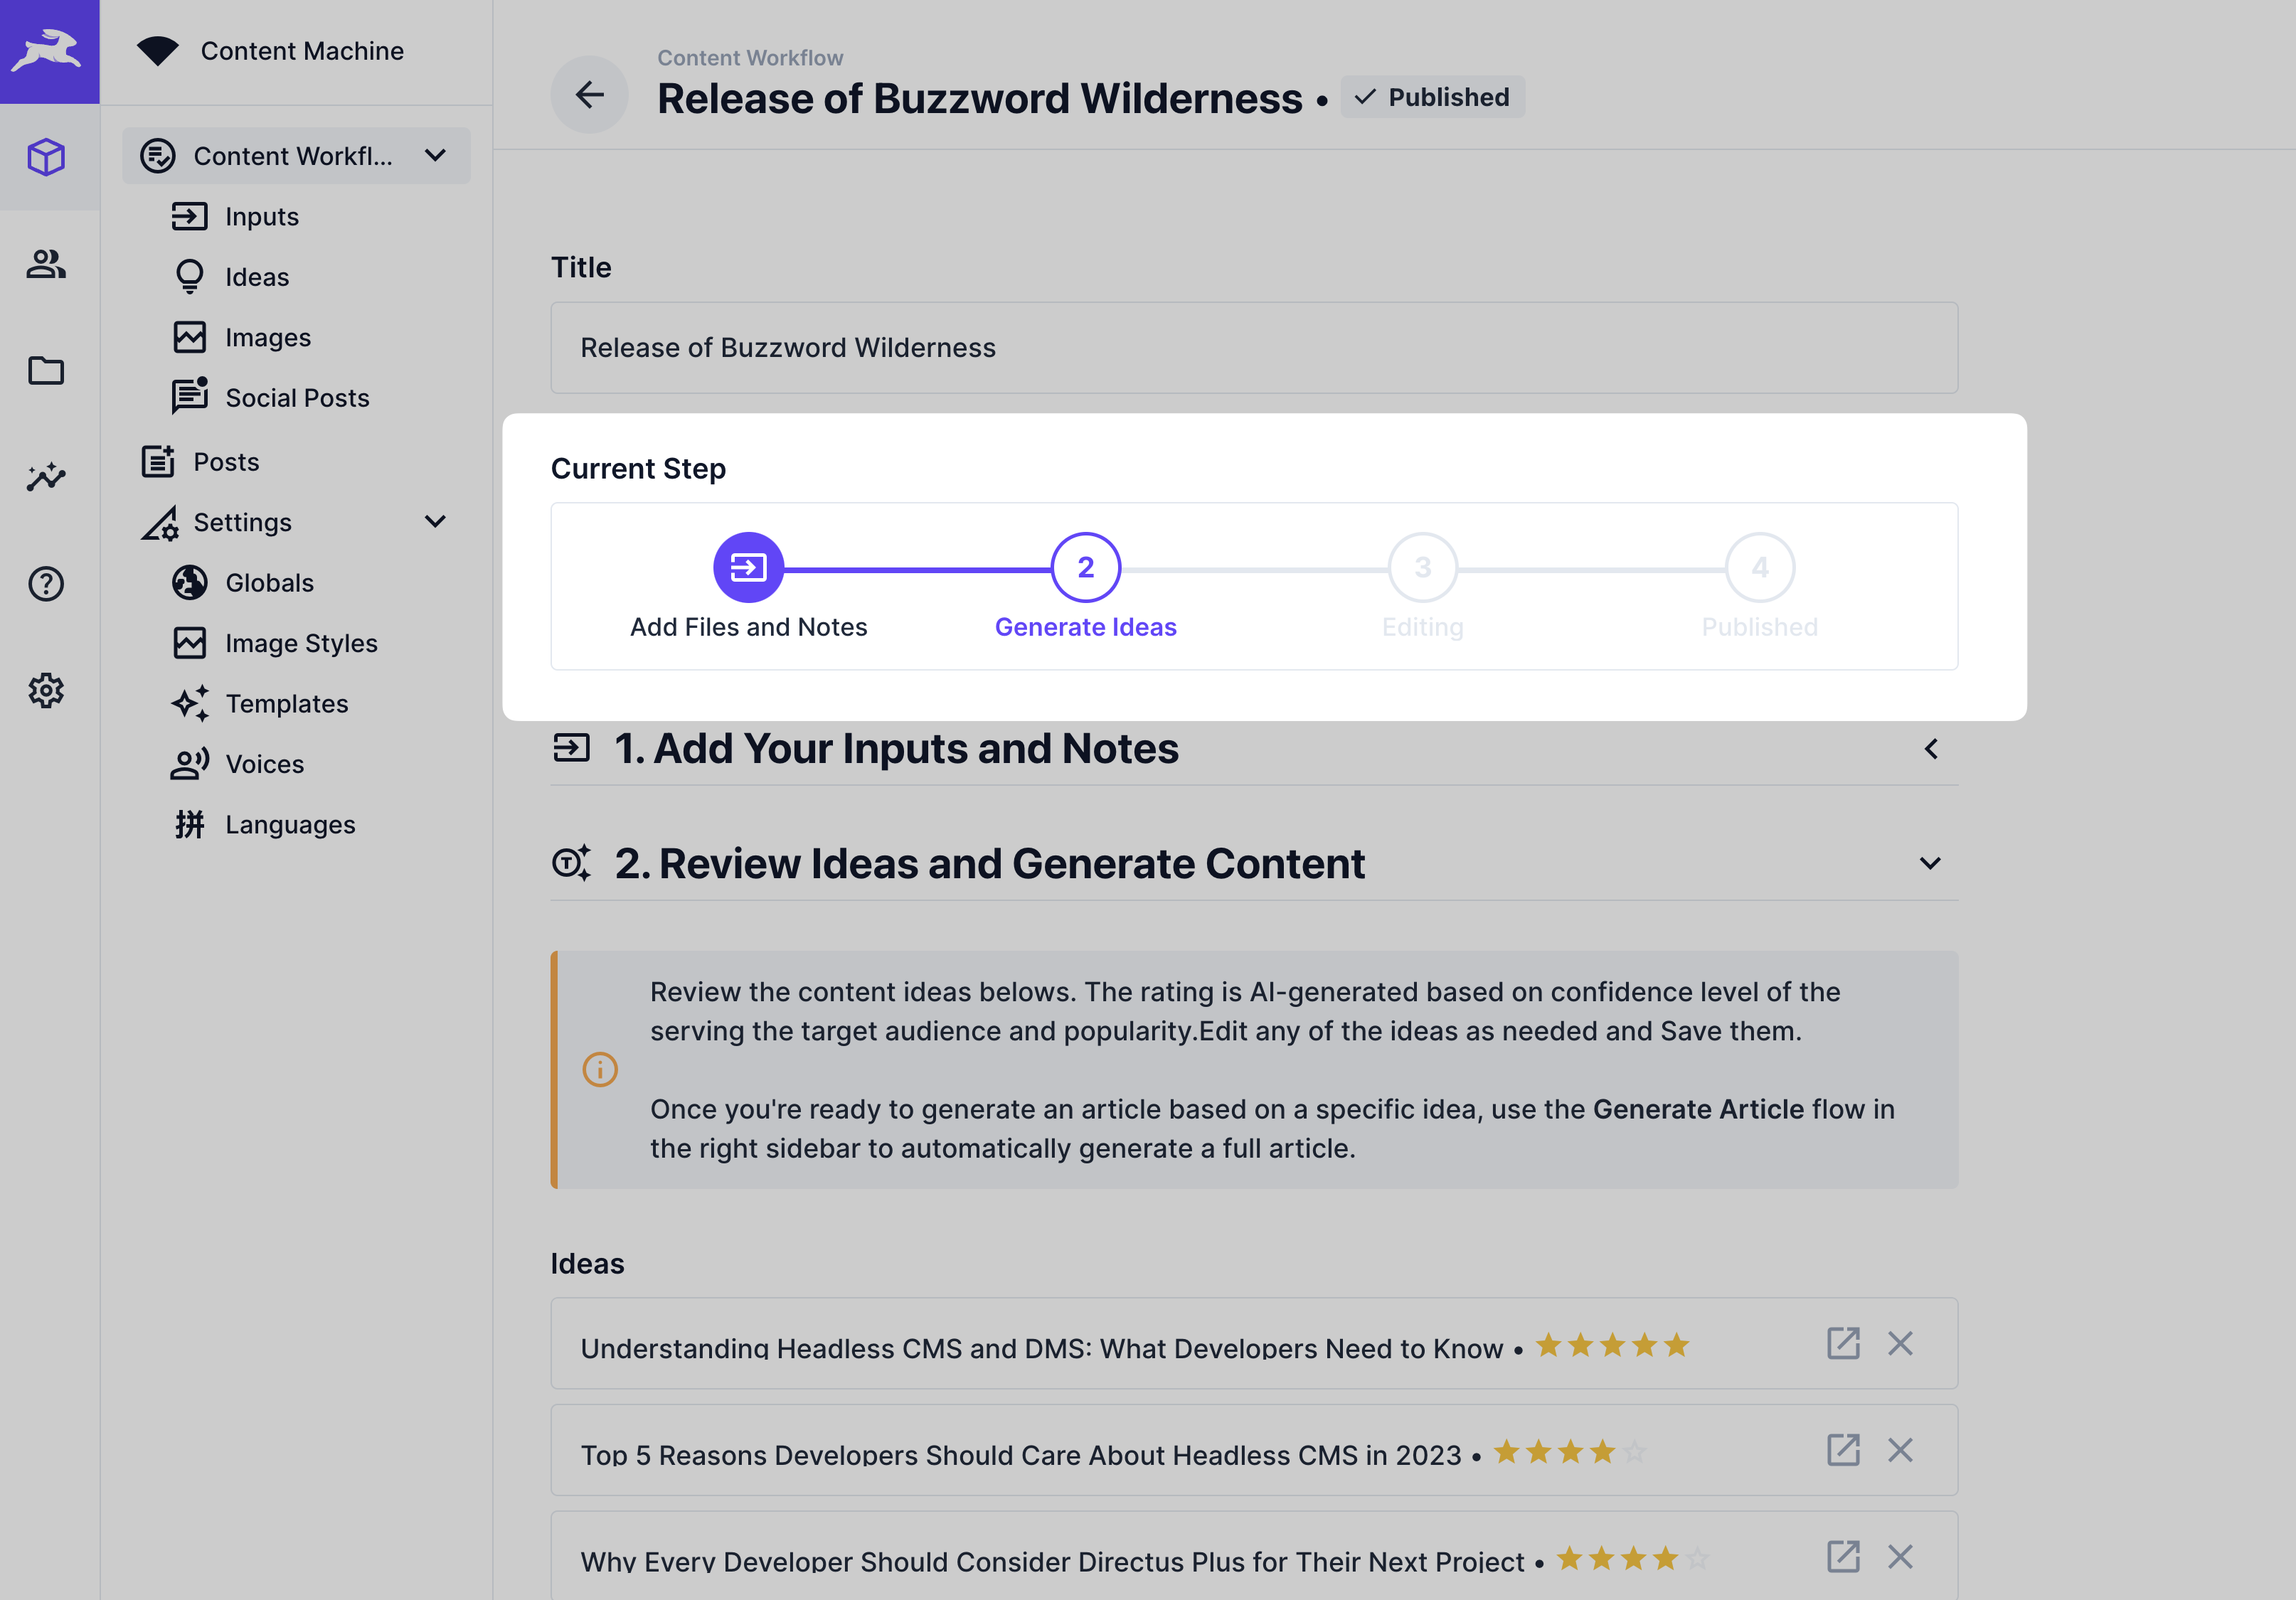 Content Machine
Content Workfl...
Inputs
Ideas
Images
Social Posts
Posts
Settings
Globals
Image Styles
Templates
Voices
拼 Languages
Content Workflow
Release of Buzzword Wilderness • Published
Title
Release of Buzzword Wilderness
Current Step
2 3 4
Add Files and Notes Generate Ideas Editing Published
1. Add Your Inputs and Notes
2. Review Ideas and Generate Content
Review the content ideas belows. The rating is AI-generated based on confidence level of the
serving the target audience and popularity.Edit any of the ideas as needed and Save them.
Once you're ready to generate an article based on a specific idea, use the Generate Article flow in
the right sidebar to automatically generate a full article.
Ideas
Understanding Headless CMS and DMS: What Developers Need to Know •
Top 5 Reasons Developers Should Care About Headless CMS in 2023 •
Why Every Developer Should Consider Directus Plus for Their Next Project •